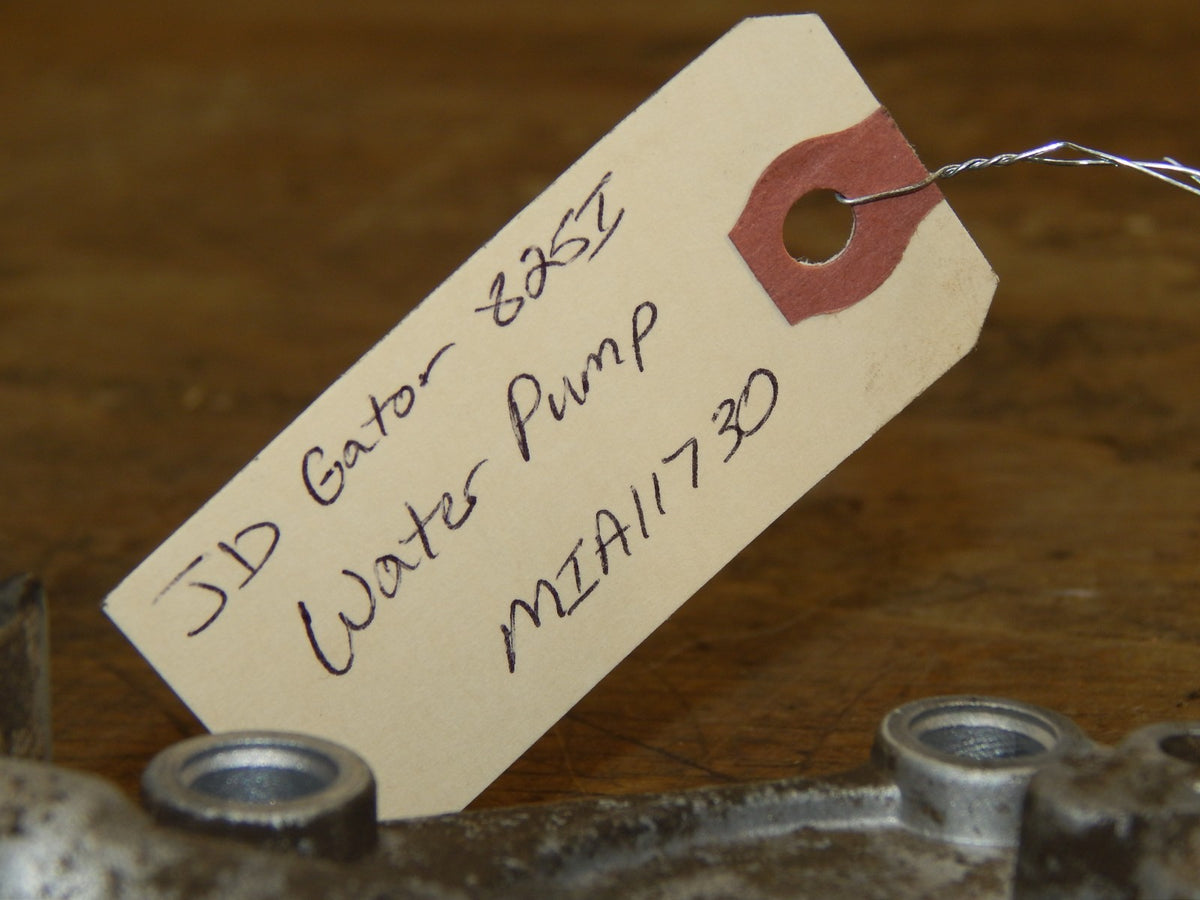 JD Gator 825I
Water Pump
MIA11730